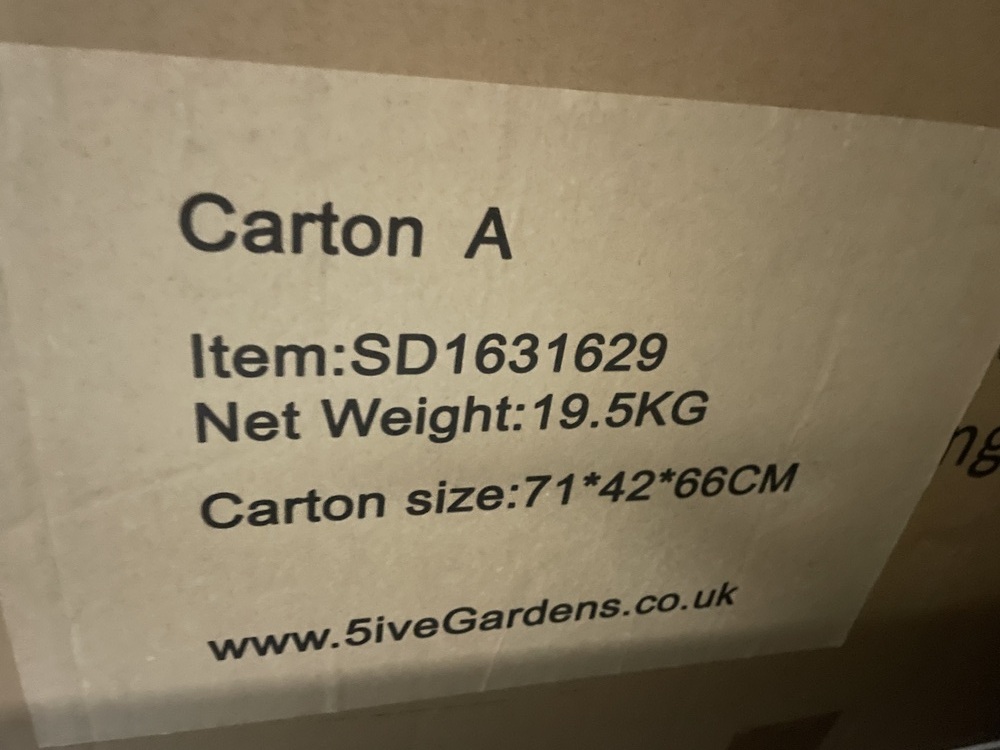 Carton A
Item:SD1631629
Net Weight:19.5KG
Carton size:71*42*66CM
www.5iveGardens.co.uk